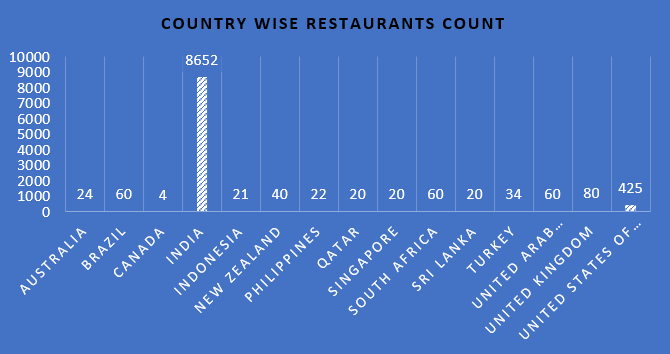 COUNTRY WISE RESTAURANTS COUNT
10000
9000
8000
7000
6000
5000
4000
3000
2000
1000
0
24
60
4
8652
21
40
22
20
20
60
20
34
60
80
425
AUSTRALIA
BRAZIL
CANADA
INDIA
INDONESIA
NEW ZEALAND
PHILIPPINES
QATAR
SINGAPORE
SOUTH AFRICA
SRI LANKA
TURKEY
UNITED ARAB...
UNITED KINGDOM
UNITED STATES OF...